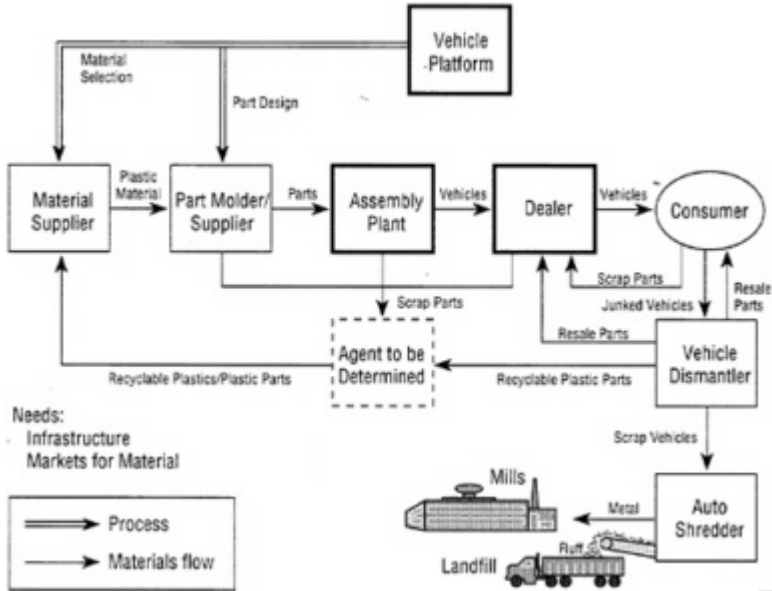 Vehicle
Platform
Material
Selection
Part Design
Material
Supplier
Plastic
Material
Part Molder/
Supplier
Parts
Assembly
Plant
Vehicles
Dealer
Vehicles
Consumer
Scrap Parts
Scrap Parts
Junked Vehicles
Resale
Parts
Resale Parts
Agent to be
Determined
Vehicle
Dismantler
Recyclable Plastics/Plastic Parts
Recyclable Plastic Parts
Needs:
Infrastructure
Markets for Material
Scrap Vehicles
Mills
Metal
Auto
Shredder
Fluff
Landfill
Process
Materials flow